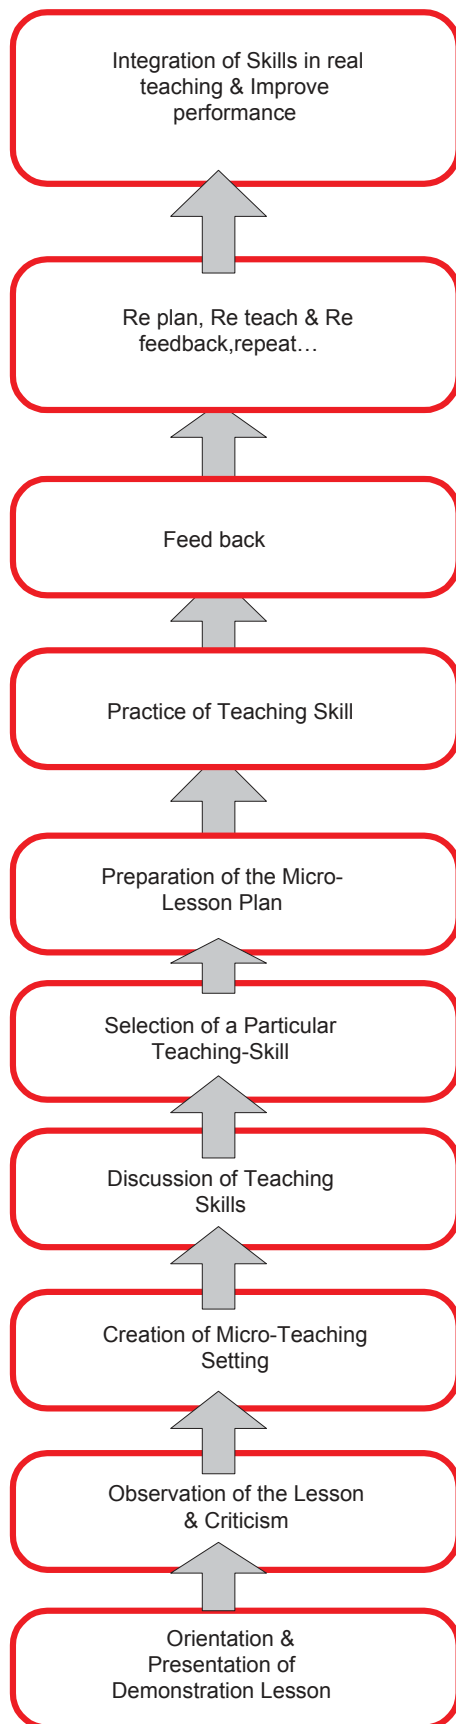 Integration of Skills in real
teaching & Improve
performance
Re plan, Re teach & Re
feedback,repeat…
Feed back
Practice of Teaching Skill
Preparation of the Micro-
Lesson Plan
Selection of a Particular
Teaching-Skill
Discussion of Teaching
Skills
Creation of Micro-Teaching
Setting
Observation of the Lesson
& Criticism
Orientation &
Presentation of
Demonstration Lesson